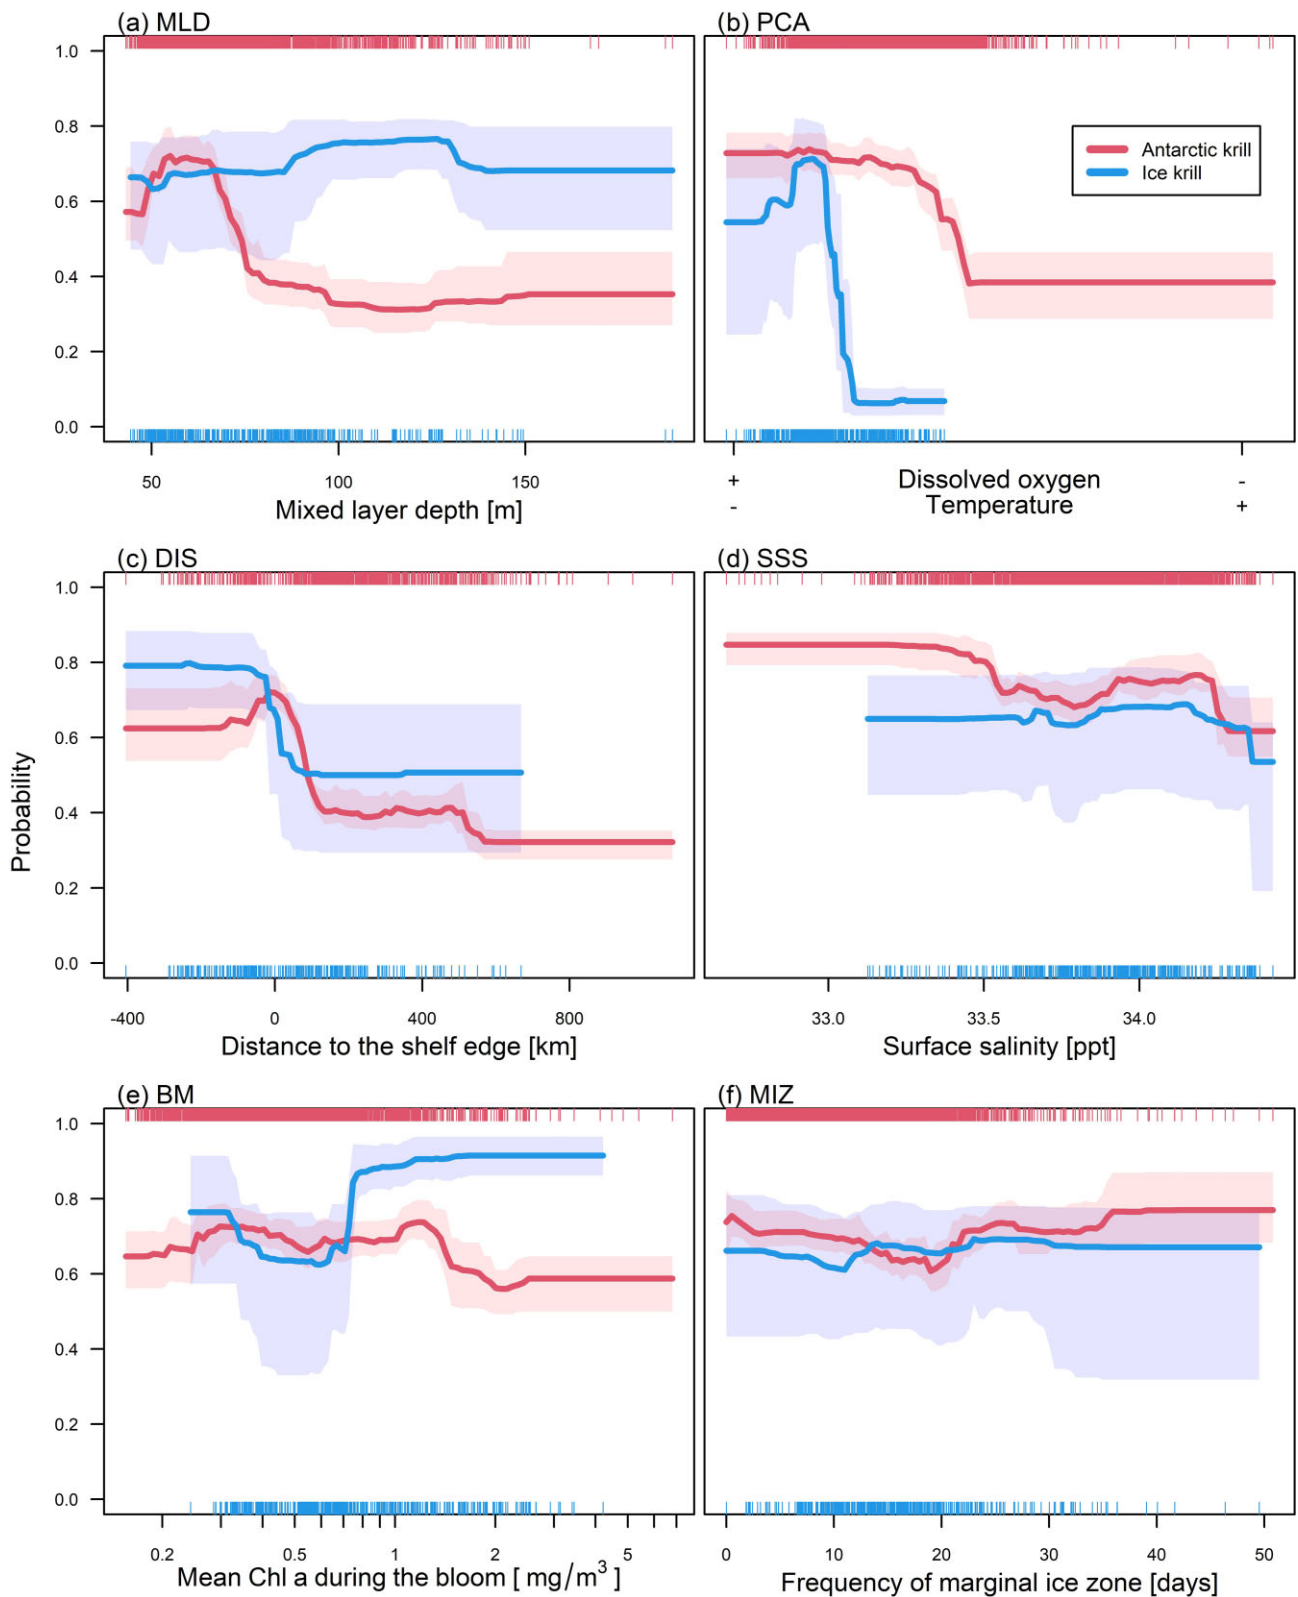 (a) MLD
1.0
0.8
0.6
0.4
0.2
0.0
50 100 150
Mixed layer depth [m]
(b) PCA
Antarctic krill
Ice krill
+ Dissolved oxygen -
- Temperature +
(c) DIS
1.0
0.8
0.6
0.4
0.2
0.0
-400 0 400 800
Distance to the shelf edge [km]
Probability
(d) SSS
33.0 33.5 34.0
Surface salinity [ppt]
(e) BM
1.0
0.8
0.6
0.4
0.2
0.0
0.2 0.5 1 2 5
Mean Chl a during the bloom [ mg/m³ ]
(f) MIZ
0 10 20 30 40 50
Frequency of marginal ice zone [days]